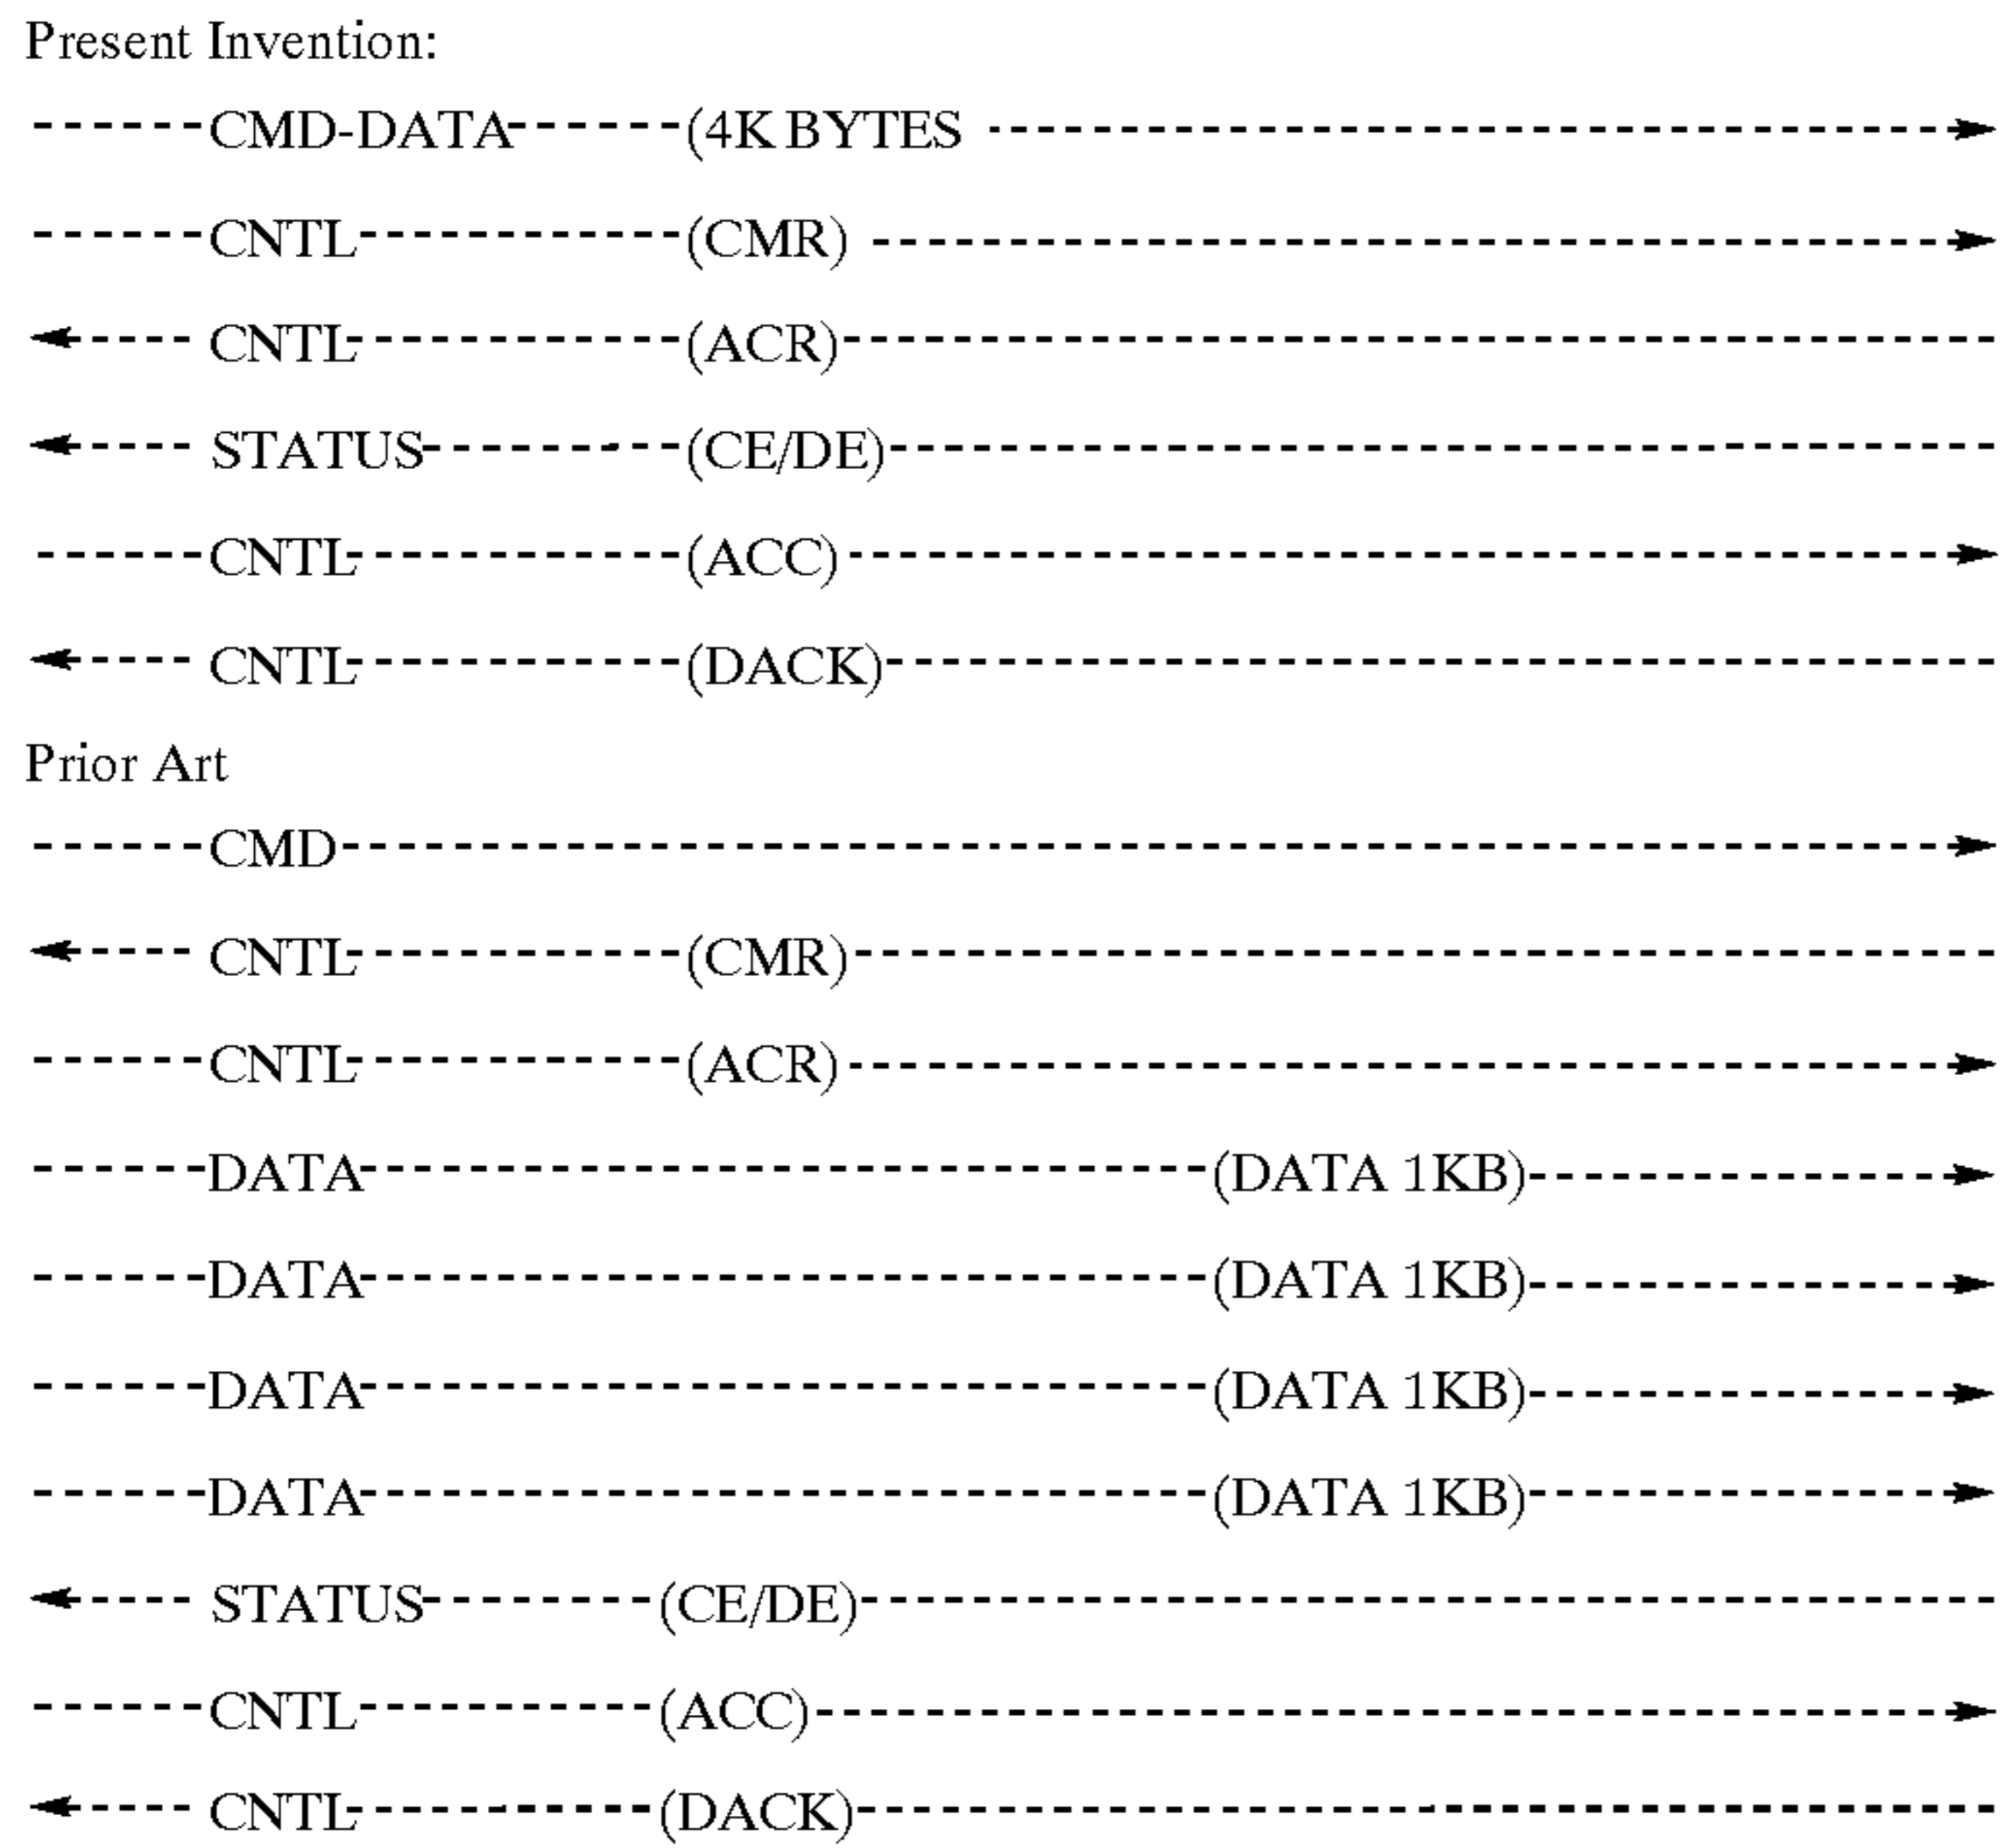 Present Invention:
CMD-DATA (4K BYTES
CNTL (CMR)
CNTL (ACR)
STATUS (CE/DE)
CNTL (ACC)
CNTL (DACK)
Prior Art
CMD
CNTL (CMR)
CNTL (ACR)
DATA (DATA 1KB)
DATA (DATA 1KB)
DATA (DATA 1KB)
DATA (DATA 1KB)
STATUS (CE/DE)
CNTL (ACC)
CNTL (DACK)